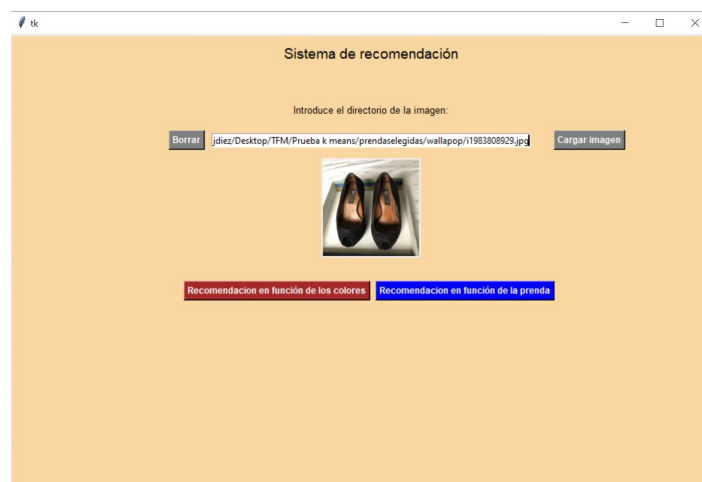 tk
Sistema de recomendación
Introduce el directorio de la imagen:
Borrar jdiez/Desktop/TFM/Prueba k means/prendaselegidas/wallapop/i1983808929.jpg Cargar imagen
Recomendacion en función de los colores Recomendacion en función de la prenda